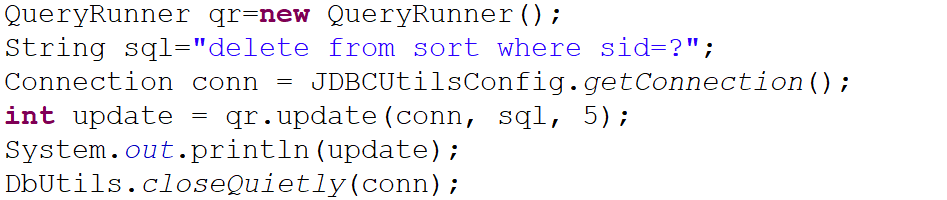 QueryRunner qr=new QueryRunner();
String sql="delete from sort where sid=?";
Connection conn = JDBCUtilsConfig.getConnection();
int update = qr.update(conn, sql, 5);
System.out.println(update);
DbUtils.closeQuietly(conn);